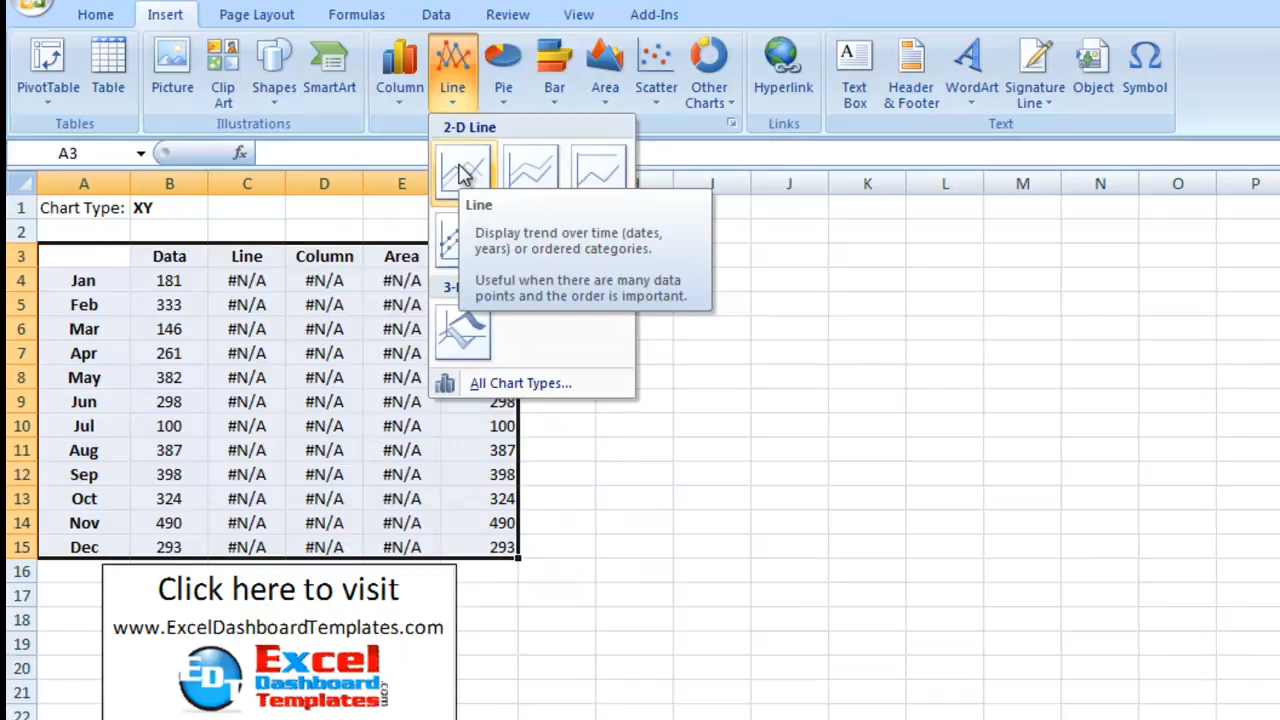 Home Insert Page Layout Formulas Data Review View Add-Ins
PivotTable Table Picture Clip Art Shapes SmartArt Column Line Pie Bar Area Scatter Other Charts Hyperlink Text Box Header & Footer WordArt Signature Line Object Symbol
Tables Illustrations Links Text
A3 fx
2-D Line
A B C D E J K L M N O P
1 Chart Type: XY
2
3 Data Line Column Area
4 Jan 181 #N/A #N/A #N/A
5 Feb 333 #N/A #N/A #N/A
6 Mar 146 #N/A #N/A #N/A
7 Apr 261 #N/A #N/A #N/A
8 May 382 #N/A #N/A #N/A
9 Jun 298 #N/A #N/A #N/A 298
10 Jul 100 #N/A #N/A #N/A 100
11 Aug 387 #N/A #N/A #N/A 387
12 Sep 398 #N/A #N/A #N/A 398
13 Oct 324 #N/A #N/A #N/A 324
14 Nov 490 #N/A #N/A #N/A 490
15 Dec 293 #N/A #N/A #N/A 293
16
17
18
19
20
21
22
Line
Display trend over time (dates,
years) or ordered categories.
Useful when there are many data
points and the order is important.
3-
All Chart Types...
Click here to visit
www.ExcelDashboardTemplates.com
EDT
Excel
Dashboard
Templates
.com